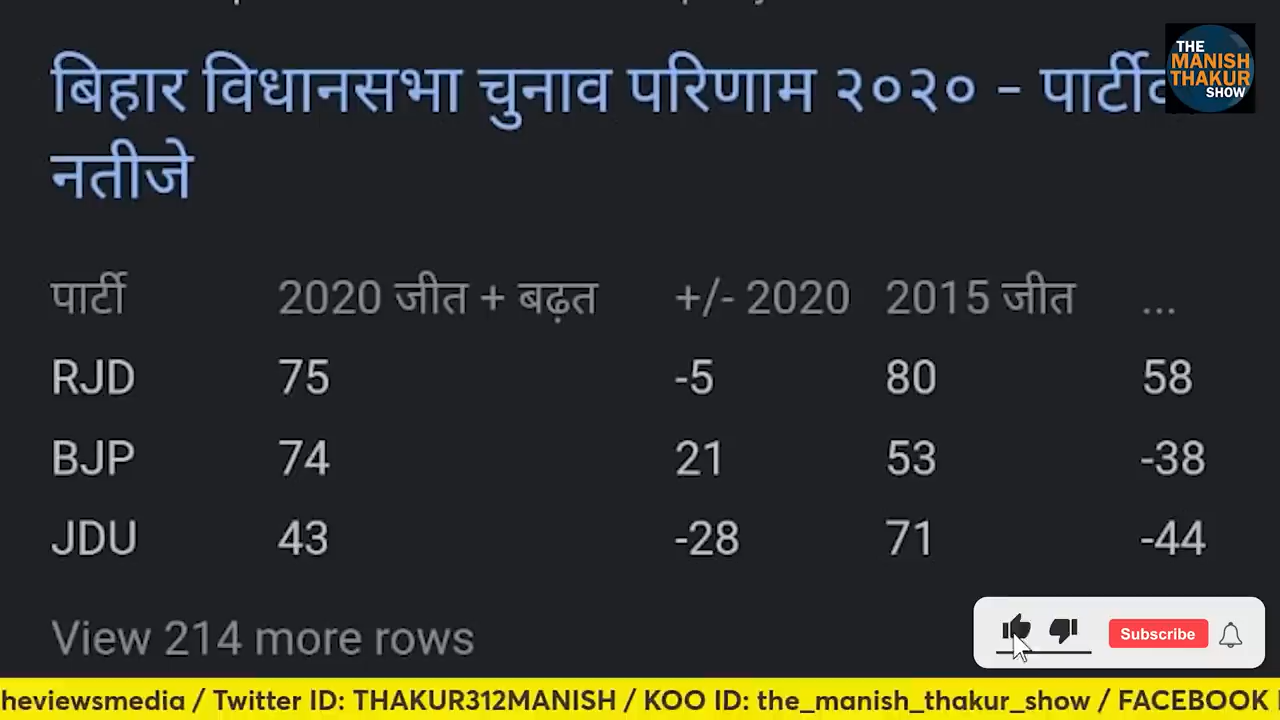 THE
MANISH
THAKUR
SHOW
बिहार विधानसभा चुनाव परिणाम २०२० - 
नतीजे
पार्टी 2020 जीत + बढ़त +/- 2020 2015 जीत ...
RJD 75 -5 80 58
BJP 74 21 53 -38
JDU 43 -28 71 -44
View 214 more rows
Subscribe
heviewsmedia / Twitter ID: THAKUR312MANISH / KOO ID: the_manish_thakur_show / FACEBOOK